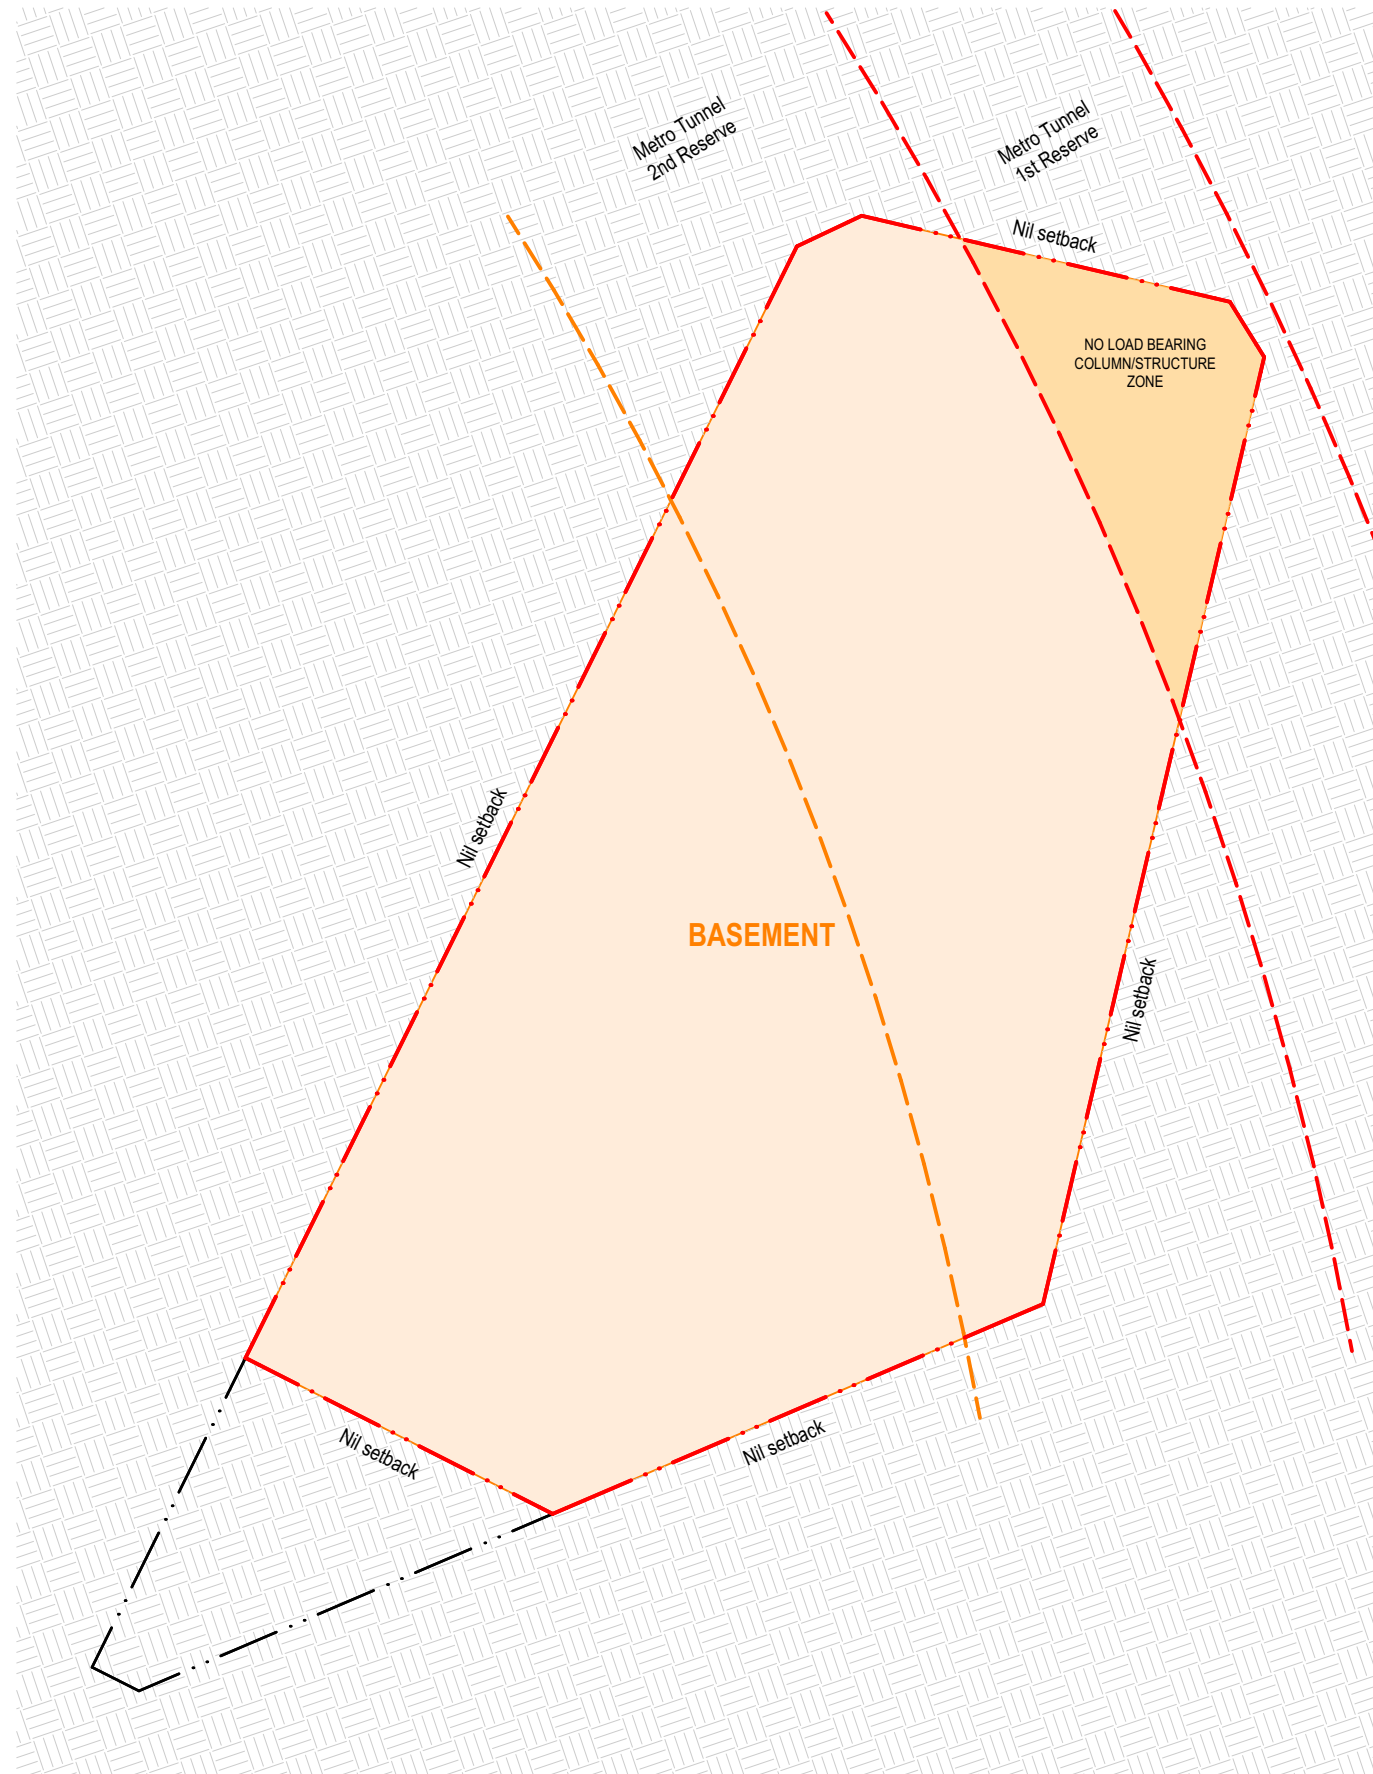 Metro Tunnel
2nd Reserve
Metro Tunnel
1st Reserve
Nil setback
NO LOAD BEARING
COLUMN/STRUCTURE
ZONE
Nil setback
BASEMENT
Nil setback
Nil setback
Nil setback